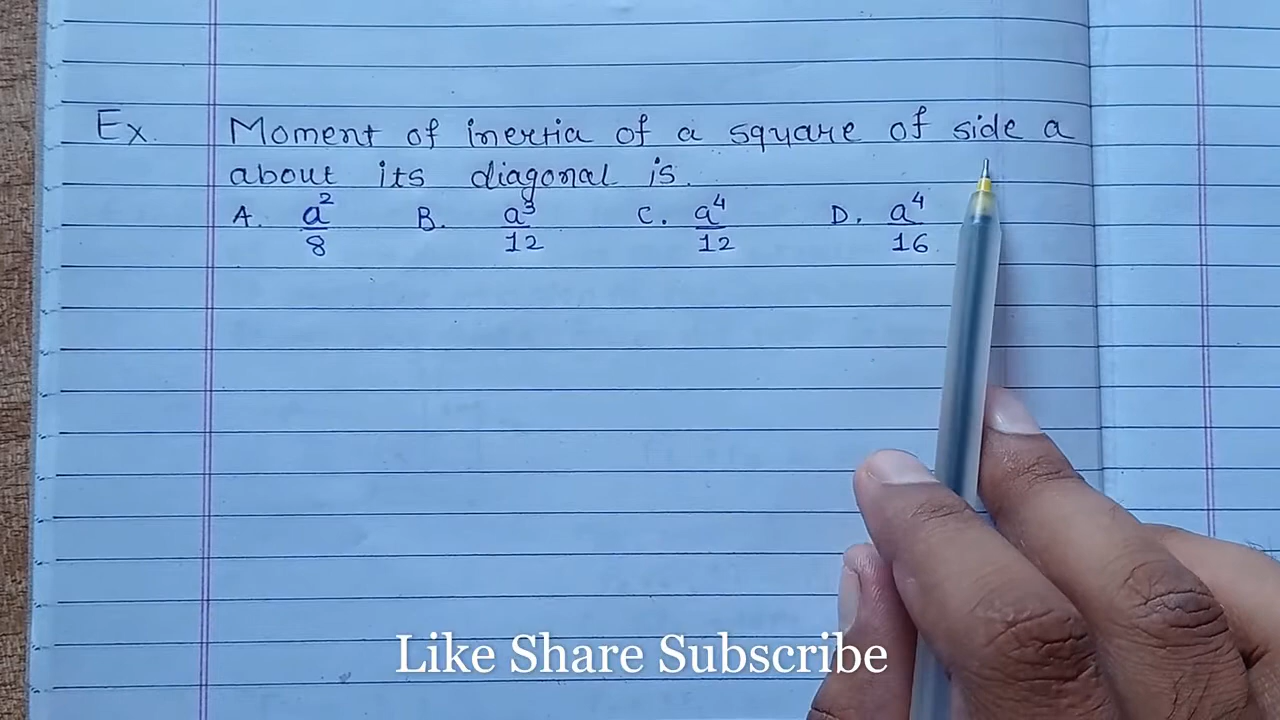 Ex. Moment of inertia of a square of side a
about its diagonal is.
A. a²/8 B. a³/12 C. a⁴/12 D. a⁴/16
Like Share Subscribe